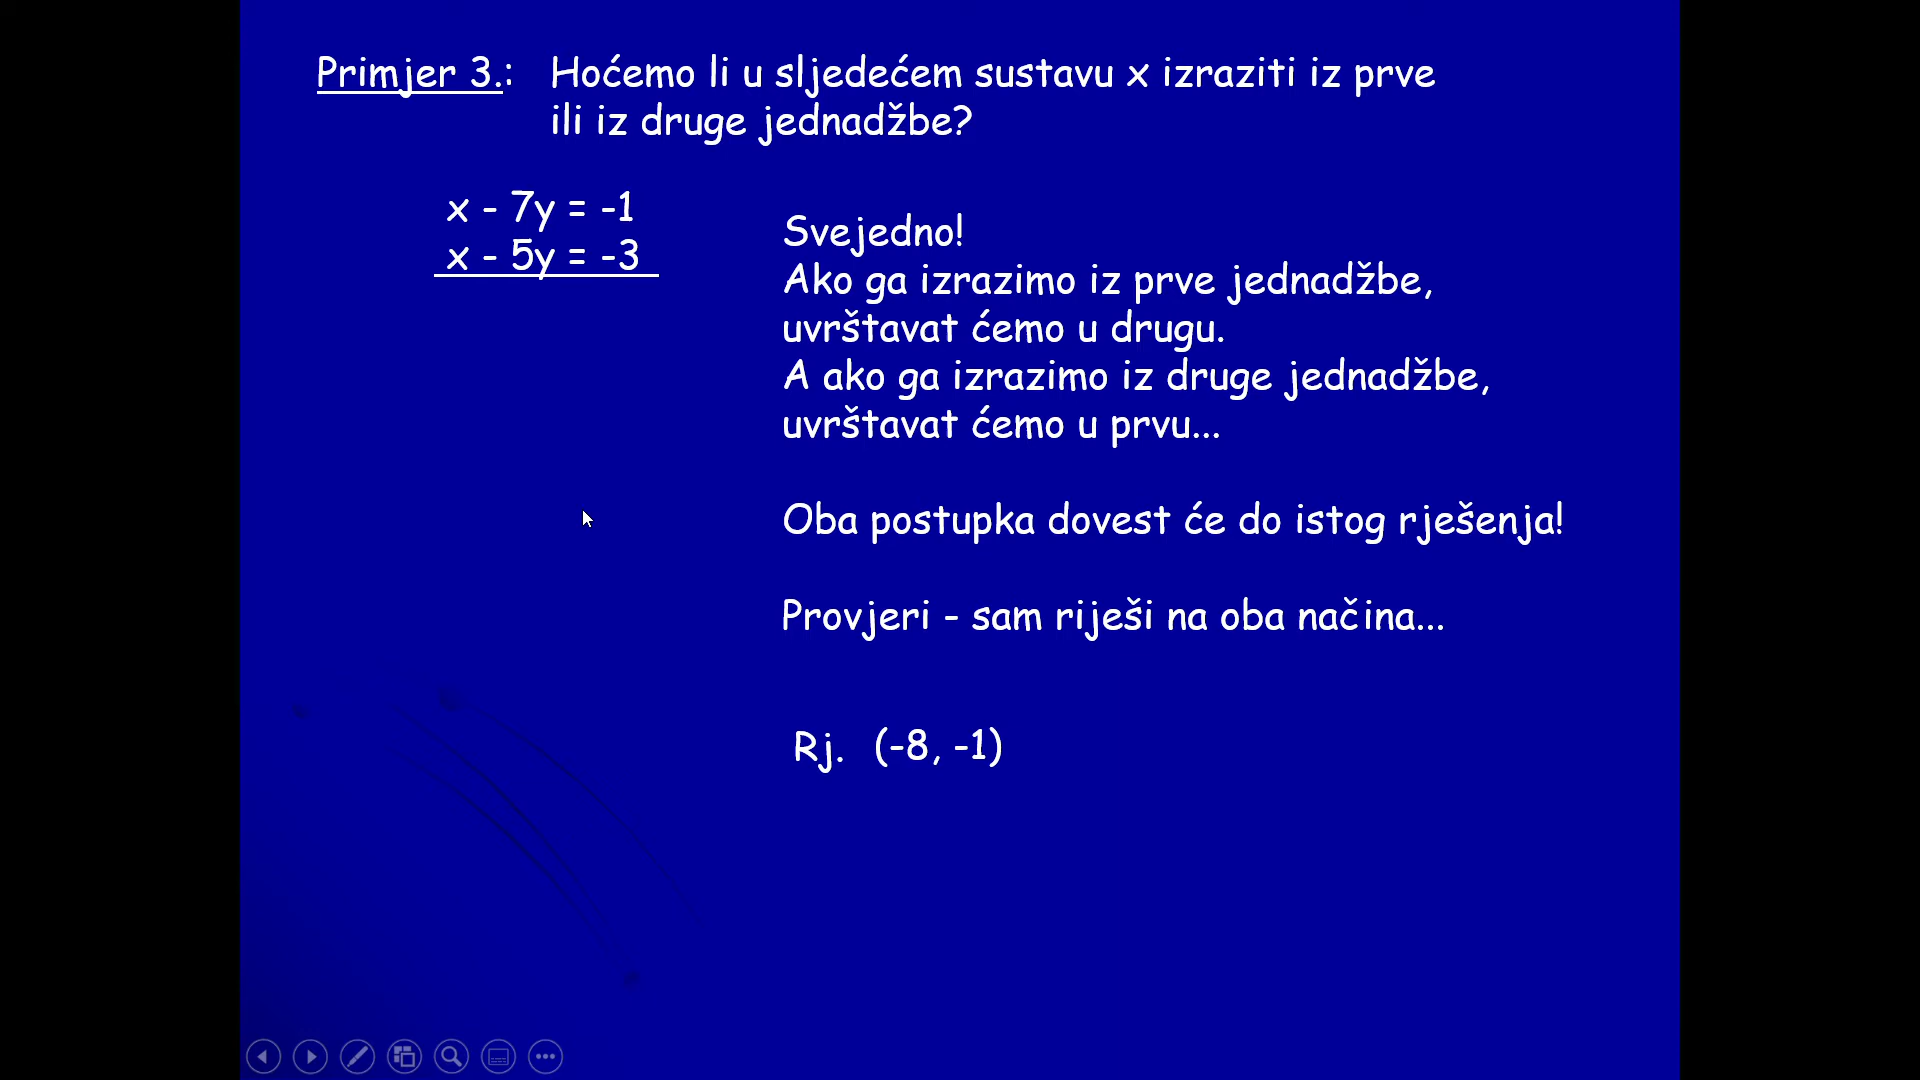 Primjer 3.: Hoćemo li u sljedećem sustavu x izraziti iz prve
ili iz druge jednadžbe?
x - 7y = -1
x - 5y = -3
Svejedno!
Ako ga izrazimo iz prve jednadžbe,
uvrštavat ćemo u drugu.
A ako ga izrazimo iz druge jednadžbe,
uvrštavat ćemo u prvu...
Oba postupka dovest će do istog rješenja!
Provjeri - sam riješi na oba načina...
Rj. (-8, -1)